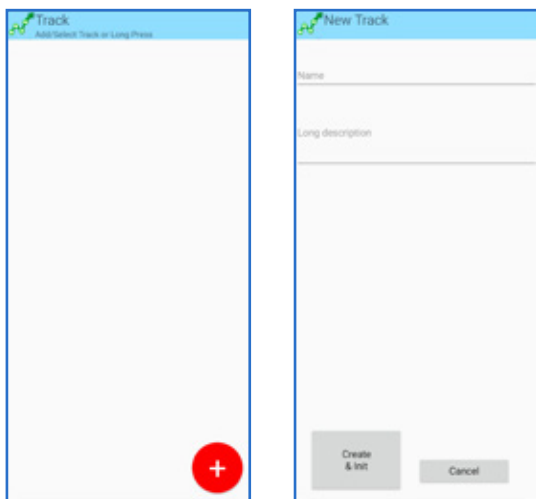 Track
Add/Select Track or Long Press
+
New Track
Name
Long description
Create
& Init
Cancel